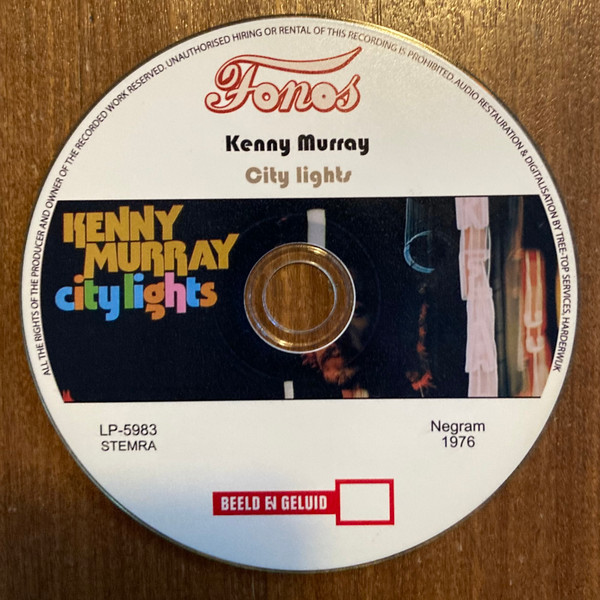 ALL THE RIGHTS OF THE PRODUCER AND OWNER OF THE RECORDED WORK RESERVED. UNAUTHORISED HIRING OR RENTAL OF THIS RECORDING IS PROHIBITED. AUDIO RESTAURATION & DIGITALISATION BY TREE-TOP SERVICES, HARDERWIJK
Fonos
Kenny Murray
City lights
KENNY
MURRAY
city lights
LP-5983
STEMRA
Negram
1976
BEELD EN GELUID